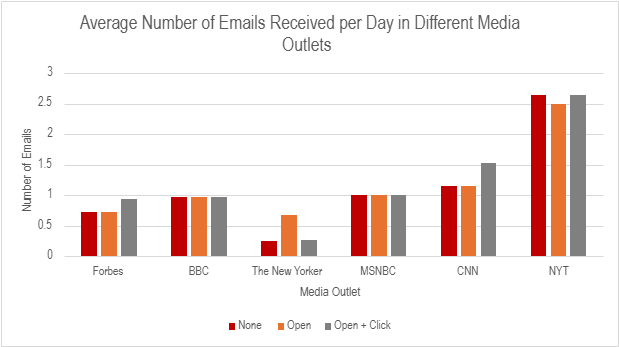 Average Number of Emails Received per Day in Different Media
Outlets
3
2.5
2
1.5
1
0.5
0
Number of Emails
Forbes BBC The New Yorker MSNBC CNN NYT
Media Outlet
None Open Open + Click